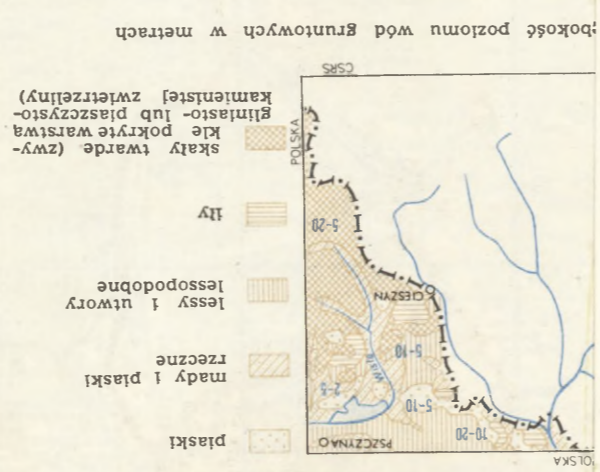 OLSKA
PSZCZYNA
10-20
5-10
2-5
Wisła
5-10
CIESZYN
5-20
POLSKA
CSRS
piaski
mady i piaski
rzeczne
lessy i utwory
lessopodobne
iły
skały twarde (zwy-
kle pokryte warstwą
gliniasto- lub piaszczysto-
kamienistej zwietrzeliny)
ębokość poziomu wód gruntowych w metrach